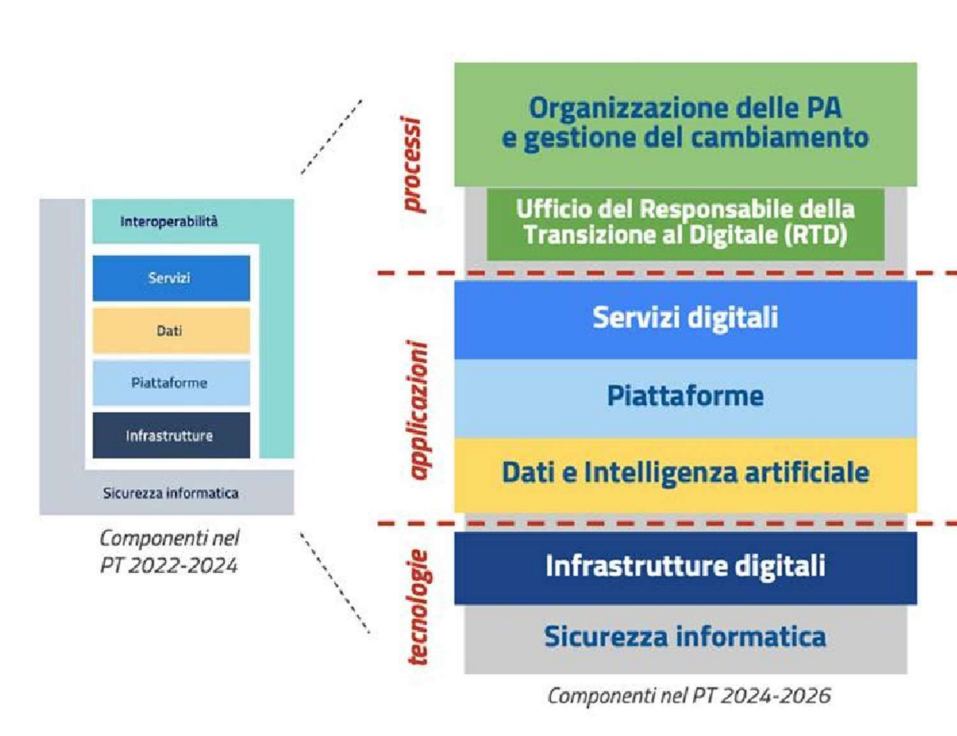 Interoperabilità
Servizi
Dati
Piattaforme
Infrastrutture
Sicurezza informatica
Componenti nel
PT 2022-2024
processi
Organizzazione delle PA
e gestione del cambiamento
Ufficio del Responsabile della
Transizione al Digitale (RTD)
applicazioni
Servizi digitali
Piattaforme
Dati e Intelligenza artificiale
tecnologie
Infrastrutture digitali
Sicurezza informatica
Componenti nel PT 2024-2026